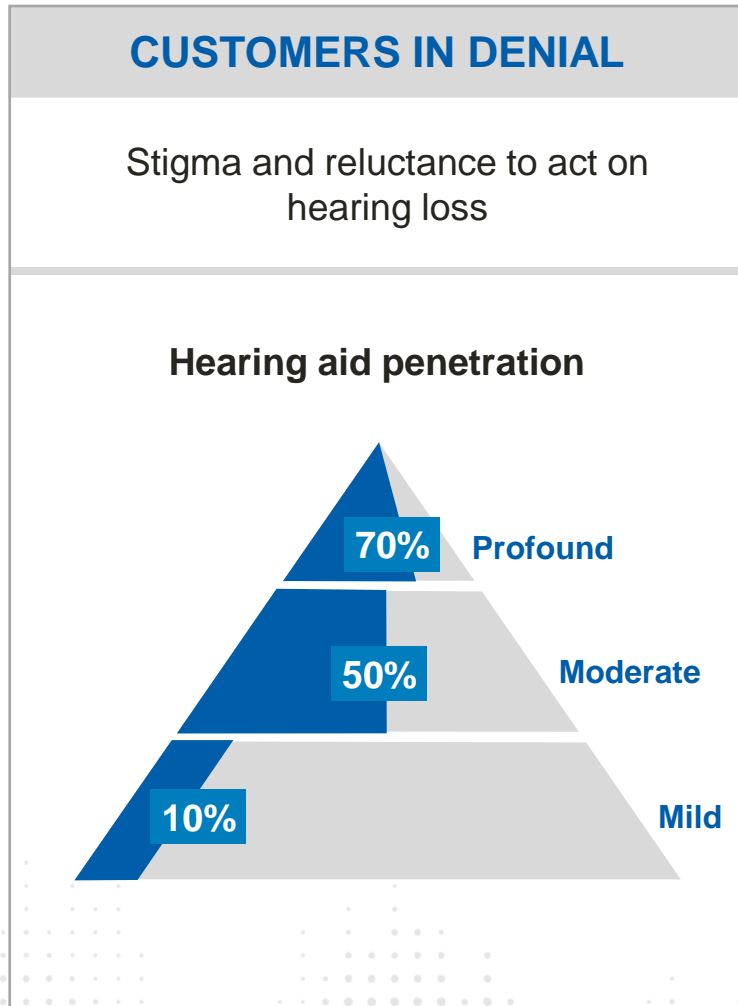 CUSTOMERS IN DENIAL
Stigma and reluctance to act on
hearing loss
Hearing aid penetration
70% Profound
50% Moderate
10% Mild